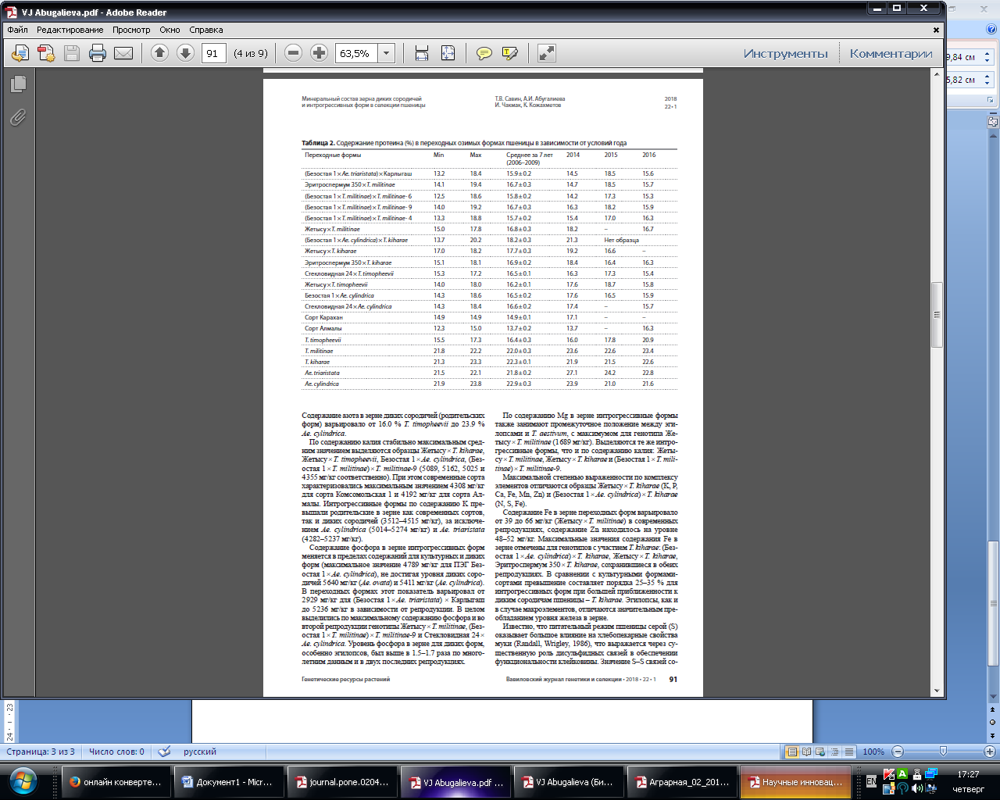 VJ Abugalieva.pdf - Adobe Reader
Файл Редактирование Просмотр Окно Справка
91 (4 из 9) 63,5% Инструменты Комментарии
9,84 см
5,82 см
Минеральный состав зерна диких сородичей
и интрогрессивных форм в селекции пшеницы
Т.В. Савин, А.И. Абугалиева
И. Чакмак, К. Кожахметов
2018
22•1
Таблица 2. Содержание протеина (%) в переходных озимых формах пшеницы в зависимости от условий года
Переходные формы Min Max Среднее за 7 лет (2006–2009) 2014 2015 2016
(Безостая 1 × Ae. triaristata) × Карлыгаш 13.2 18.4 15.9 ± 0.2 14.5 18.5 15.6
Эритроспермум 350 × T. militinae 14.1 19.4 16.7 ± 0.3 14.7 18.5 15.7
(Безостая 1 × T. militinae) × T. militinae- 6 12.5 18.6 15.8 ± 0.2 14.2 17.3 15.3
(Безостая 1 × T. militinae) × T. militinae- 9 14.0 19.2 16.7 ± 0.3 16.3 18.2 15.9
(Безостая 1 × T. militinae) × T. militinae- 4 13.3 18.8 15.7 ± 0.2 15.4 17.0 16.3
Жетысу × T. militinae 15.0 17.8 16.8 ± 0.3 18.2 – 16.7
(Безостая 1 × Ae. cylindrica) × T. kiharae 13.7 20.2 18.2 ± 0.3 21.3 Нет образца
Жетысу × T. kiharae 17.0 18.2 17.7 ± 0.3 19.2 16.6 –
Эритроспермум 350 × T. kiharae 15.1 18.1 16.9 ± 0.2 18.4 16.4 16.3
Стекловидная 24 × T. timopheevii 15.3 17.2 16.5 ± 0.1 16.3 17.3 15.4
Жетысу × T. timopheevii 14.0 18.0 16.2 ± 0.1 17.6 18.7 15.8
Безостая 1 × Ae. cylindrica 14.3 18.6 16.5 ± 0.2 17.6 16.5 15.9
Стекловидная 24 × Ae. cylindrica 14.3 18.4 16.6 ± 0.2 17.4 – 15.7
Сорт Карахан 14.9 14.9 14.9 ± 0.1 17.1 – –
Сорт Алмалы 12.3 15.0 13.7 ± 0.2 13.7 – 16.3
T. timopheevii 15.5 17.3 16.4 ± 0.3 16.0 17.8 20.9
T. militinae 21.8 22.2 22.0 ± 0.3 23.6 22.6 23.4
T. kiharae 21.3 23.3 22.3 ± 0.1 21.9 21.5 22.6
Ae. triaristata 21.5 22.1 21.8 ± 0.2 27.1 24.2 22.8
Ae. cylindrica 21.9 23.8 22.9 ± 0.3 23.9 21.0 21.6
Содержание азота в зерне диких сородичей (родительских
форм) варьировало от 16.0 % T. timopheevii до 23.9 %
Ae. cylindrica.
По содержанию калия стабильно максимальным сред-
ним значением выделяются образцы Жетысу × T. kiharae,
Жетысу × T. timopheevii, Безостая 1 × Ae. cylindrica, (Без-
остая 1 × T. militinae) × T. militinae-9 (5089, 5162, 5025 и
4355 мг/кг соответственно). При этом современные сорта
характеризовались максимальным значением 4308 мг/кг
для сорта Комсомольская 1 и 4192 мг/кг для сорта Ал-
малы. Интрогрессивные формы по содержанию К пре-
вышали родительские в зерне как современных сортов,
так и диких сородичей (3512–4515 мг/кг), за исключе-
нием Ae. cylindrica (5014–5274 мг/кг) и Ae. triaristata
(4282–5237 мг/кг).
Содержание фосфора в зерне интрогрессивных форм
меняется в пределах содержаний для культурных и диких
форм (максимальное значение 4789 мг/кг для ПЭГ Без-
остая 1 × Ae. cylindrica), не достигая уровня диких соро-
дичей 5640 мг/кг (Ae. ovata) и 5411 мг/кг (Ae. cylindrica).
В переходных формах этот показатель варьировал от
2929 мг/кг для (Безостая 1 × Ae. triaristata) × Карлыгаш
до 5236 мг/кг в зависимости от репродукции. В целом
выделились по максимальному содержанию фосфора и во
второй репродукции генотипы Жетысу × T. militinae, (Без-
остая 1 × T. militinae) × T. militinae-9 и Стекловидная 24 ×
Ae. cylindrica. Уровень фосфора в зерне для диких форм,
особенно эгилопсов, был выше в 1.5–1.7 раза по много-
летним данным и в двух последних репродукциях.
По содержанию Mg в зерне интрогрессивные формы
также занимают промежуточное положение между эги-
лопсами и T. aestivum, с максимумом для генотипа Же-
тысу × T. militinae (1689 мг/кг). Выделяются те же интро-
грессивные формы, что и по содержанию калия: Жеты-
су × T. militinae, Жетысу × T. kiharae и (Безостая 1 × T. mili-
tinae) × T. militinae-9.
Максимальной степенью выраженности по комплексу
элементов отличаются образцы Жетысу × T. kiharae (K, P,
Ca, Fe, Mn, Zn) и (Безостая 1 × Ae. cylindrica) × T. kiharae
(N, S, Fe).
Содержание Fe в зерне переходных форм варьировало
от 39 до 66 мг/кг (Жетысу × T. militinae) в современных
репродукциях, содержание Zn находилось на уровне
48–52 мг/кг. Максимальные значения содержания Fe в
зерне отмечены для генотипов с участием T. kiharae: (Без-
остая 1 × Ae. cylindrica) × T. kiharae, Жетысу × T. kiharae,
Эритроспермум 350 × T. kiharae, сохранившиеся в обеих
репродукциях. В сравнении с культурными формами-
сортами превышение составляет порядка 25–35 % для
интрогрессивных форм при большей приближенности к
диким сородичам пшеницы – T. kiharae. Эгилопсы, как и
в случае макроэлементов, отличаются значительным пре-
обладанием уровня железа в зерне.
Известно, что питательный режим пшеницы серой (S)
оказывает большое влияние на хлебопекарные свойства
муки (Randall, Wrigley, 1986), что выражается через су-
щественную роль дисульфидных связей в обеспечении
функциональности клейковины. Значение S–S связей со-
Генетические ресурсы растений
Вавиловский журнал генетики и селекции • 2018 • 22 • 1 91
24 23
Страница: 3 из 3 Число слов: 0 русский 100%
онлайн конверте... Документ1 - Micr... journal.pone.0204... VJ Abugalieva.pdf ... VJ Abugalieva (Би... Аграрная_02_201... Научные инновац... EN 17:27
четверг